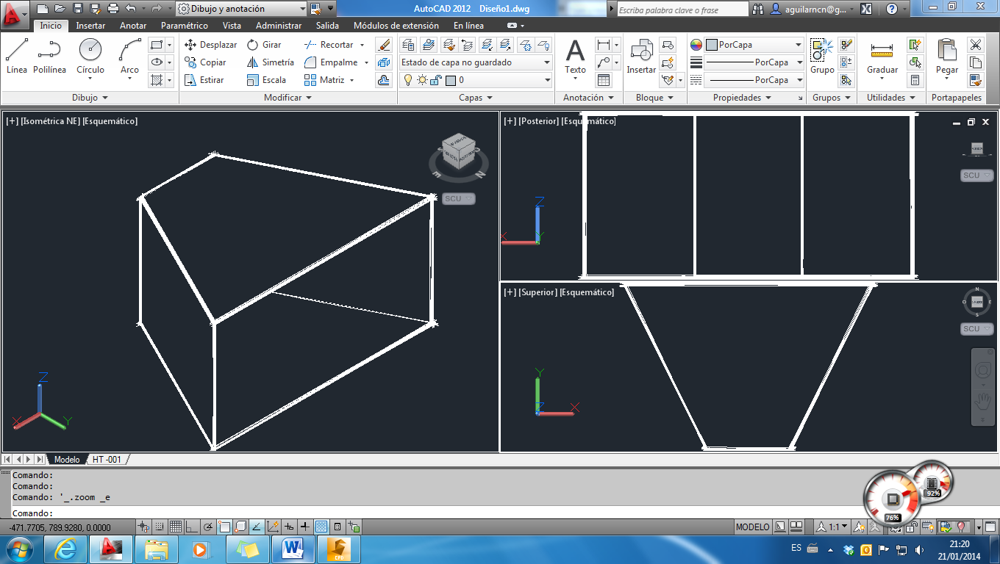 Dibujo y anotación
AutoCAD 2012 Diseño1.dwg
Escriba palabra clave o frase
aguilarncn@g...
Inicio Insertar Anotar Paramétrico Vista Administrar Salida Módulos de extensión En línea
Línea Polilínea Círculo Arco
Desplazar Girar Recortar
Copiar Simetría Empalme
Estirar Escala Matriz
Estado de capa no guardado
0
Texto
Insertar
PorCapa
PorCapa
PorCapa
Grupo
Graduar
Pegar
Dibujo Modificar Capas Anotación Bloque Propiedades Grupos Utilidades Portapapeles
[+] [Isométrica NE] [Esquemático]
E N
SCU
Z
X Y
[+] [Posterior] [Esquemático]
SCU
Z
X Y
[+] [Superior] [Esquemático]
N
O
S
SCU
Y
Z X
Modelo HT -001
Comando:
Comando:
Comando: '_.zoom _e
Comando:
92%
76%
-471.7705, 789.9280, 0.0000
MODELO
1:1
ES
21:20
21/01/2014
W
CFD